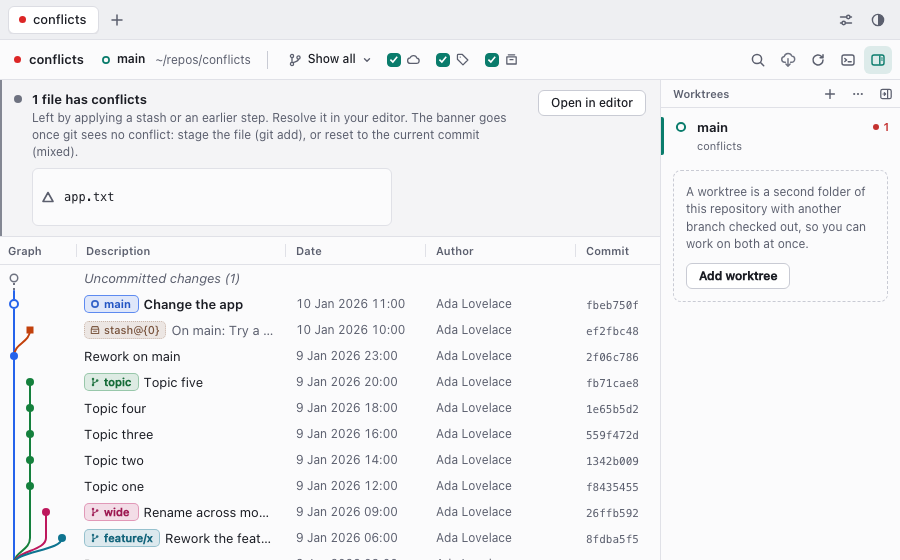 conflicts
conflicts main ~/repos/conflicts Show all
1 file has conflicts
Left by applying a stash or an earlier step. Resolve it in your editor. The banner goes
once git sees no conflict: stage the file (git add), or reset to the current commit
(mixed).
Open in editor
app.txt
Graph Description Date Author Commit
Uncommitted changes (1)
main Change the app 10 Jan 2026 11:00 Ada Lovelace fbeb750f
stash@{0} On main: Try a ... 10 Jan 2026 10:00 Ada Lovelace ef2fbc48
Rework on main 9 Jan 2026 23:00 Ada Lovelace 2f06c786
topic Topic five 9 Jan 2026 20:00 Ada Lovelace fb71cae8
Topic four 9 Jan 2026 18:00 Ada Lovelace 1e65b5d2
Topic three 9 Jan 2026 16:00 Ada Lovelace 559f472d
Topic two 9 Jan 2026 14:00 Ada Lovelace 1342b009
Topic one 9 Jan 2026 12:00 Ada Lovelace f8435455
wide Rename across mo... 9 Jan 2026 09:00 Ada Lovelace 26ffb592
feature/x Rework the feat... 9 Jan 2026 06:00 Ada Lovelace 8fdba5f5
Worktrees
main 1
conflicts
A worktree is a second folder of
this repository with another
branch checked out, so you can
work on both at once.
Add worktree